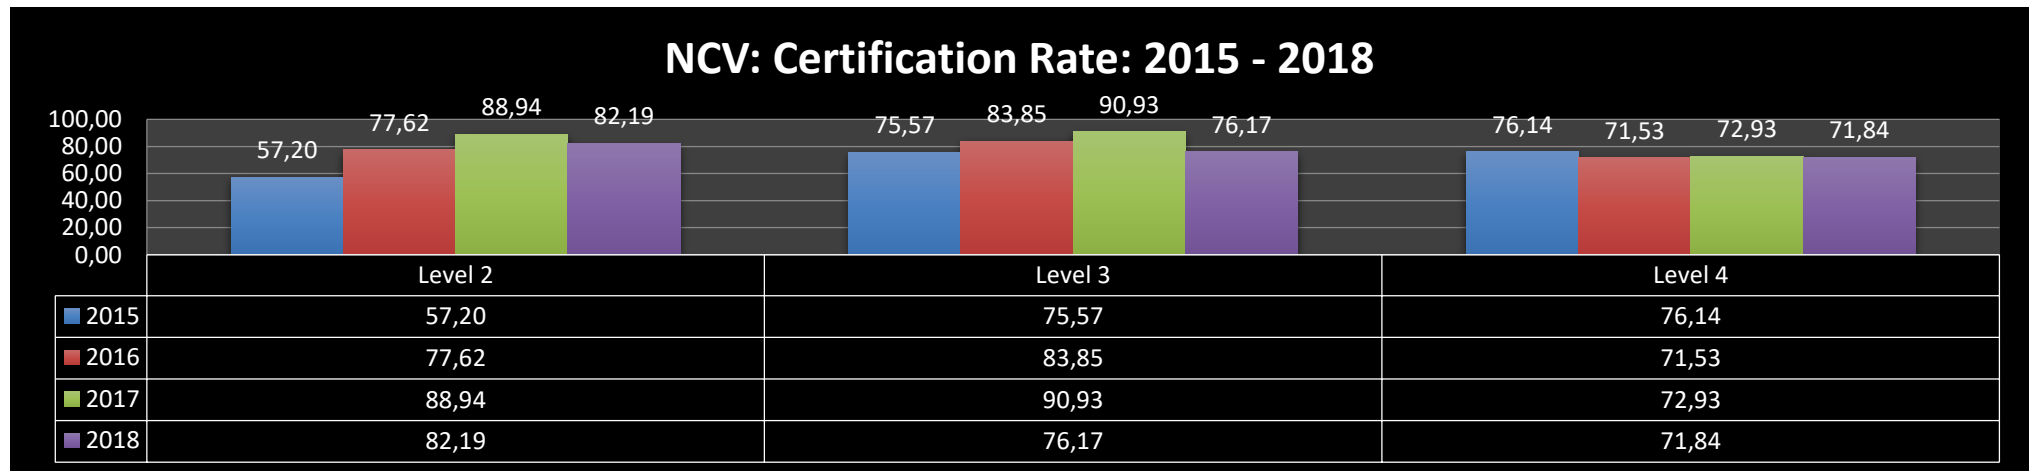 NCV: Certification Rate: 2015 - 2018
100,00
80,00
60,00
40,00
20,00
0,00
57,20 77,62 88,94 82,19 75,57 83,85 90,93 76,17 76,14 71,53 72,93 71,84
Level 2 Level 3 Level 4
2015 57,20 75,57 76,14
2016 77,62 83,85 71,53
2017 88,94 90,93 72,93
2018 82,19 76,17 71,84